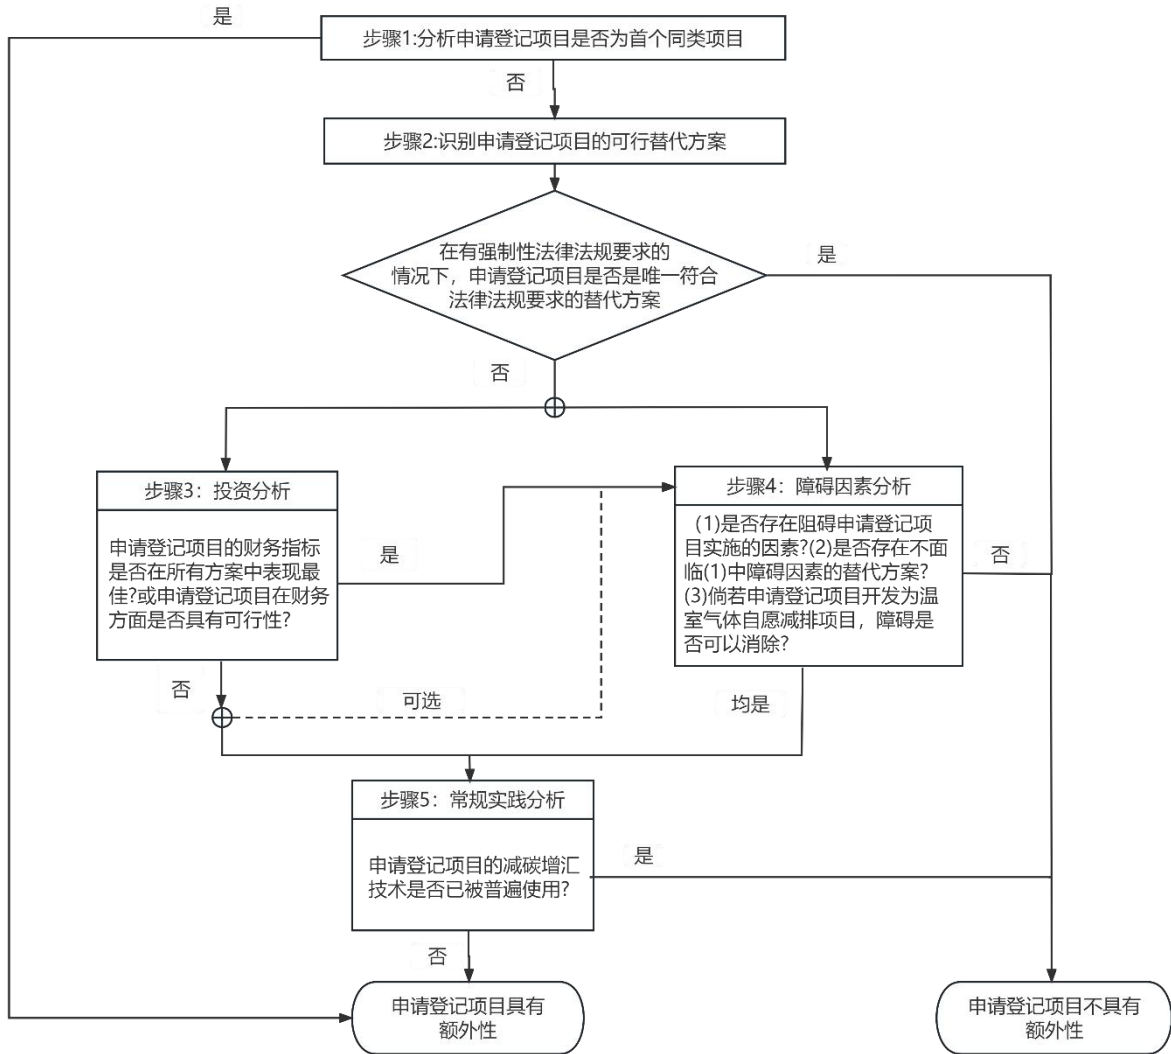 是
步骤1:分析申请登记项目是否为首个同类项目
否
步骤2:识别申请登记项目的可行替代方案
在有强制性法律法规要求的
情况下，申请登记项目是否是唯一符合
法律法规要求的替代方案
是
否
步骤3：投资分析
申请登记项目的财务指标
是否在所有方案中表现最
佳?或申请登记项目在财务
方面是否具有可行性?
是
步骤4：障碍因素分析
(1)是否存在阻碍申请登记项
目实施的因素?(2)是否存在不面
临(1)中障碍因素的替代方案?
(3)倘若申请登记项目开发为温
室气体自愿减排项目，障碍是
否可以消除?
否
否
可选
均是
步骤5：常规实践分析
申请登记项目的减碳增汇
技术是否已被普遍使用?
是
否
申请登记项目具有
额外性
申请登记项目不具有
额外性